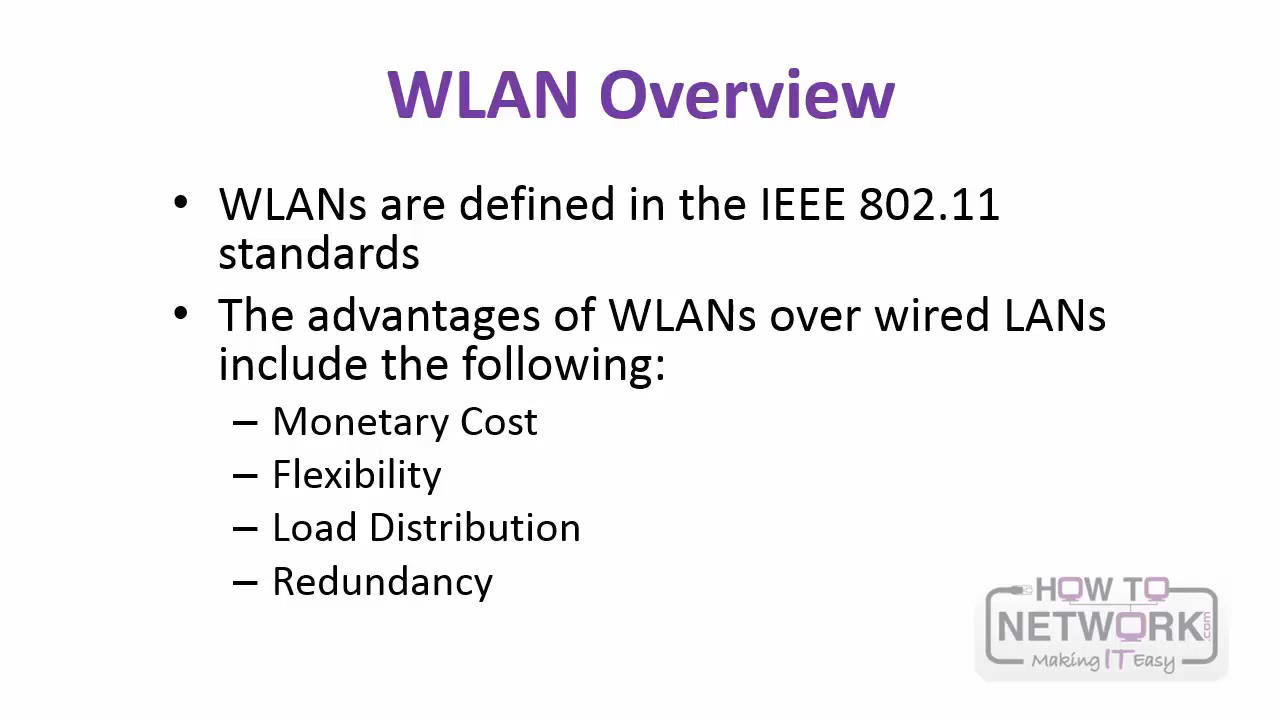 WLAN Overview
• WLANs are defined in the IEEE 802.11
standards
• The advantages of WLANs over wired LANs
include the following:
– Monetary Cost
– Flexibility
– Load Distribution
– Redundancy
HOW TO
NETWORK.com
Making IT Easy